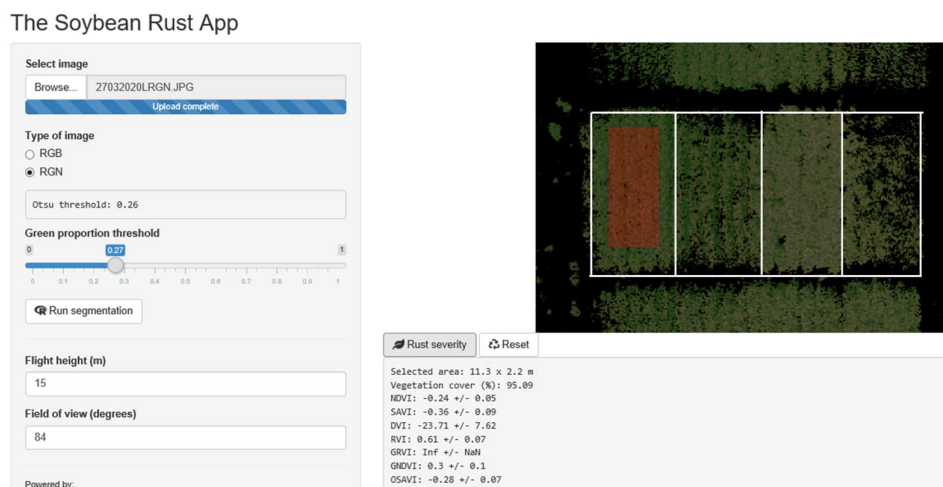 The Soybean Rust App
Select image
Browse... 27032020LRGN.JPG
Upload complete
Type of image
RGB
RGN
Otsu threshold: 0.26
Green proportion threshold
0 0.27 1
0 0.1 0.2 0.3 0.4 0.5 0.6 0.7 0.8 0.9 1
Run segmentation
Flight height (m)
15
Field of view (degrees)
84
Powered by:
Rust severity Reset
Selected area: 11.3 x 2.2 m
Vegetation cover (%): 95.09
NDVI: -0.24 +/- 0.05
SAVI: -0.36 +/- 0.09
DVI: -23.71 +/- 7.62
RVI: 0.61 +/- 0.07
GRVI: Inf +/- NaN
GNDVI: 0.3 +/- 0.1
OSAVI: -0.28 +/- 0.07